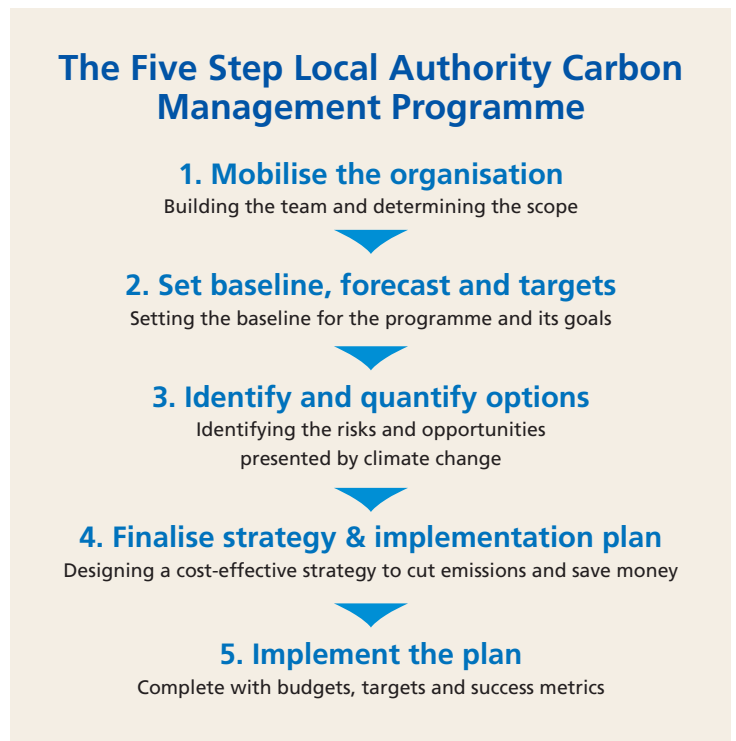 The Five Step Local Authority Carbon
Management Programme
1. Mobilise the organisation
Building the team and determining the scope
2. Set baseline, forecast and targets
Setting the baseline for the programme and its goals
3. Identify and quantify options
Identifying the risks and opportunities
presented by climate change
4. Finalise strategy & implementation plan
Designing a cost-effective strategy to cut emissions and save money
5. Implement the plan
Complete with budgets, targets and success metrics